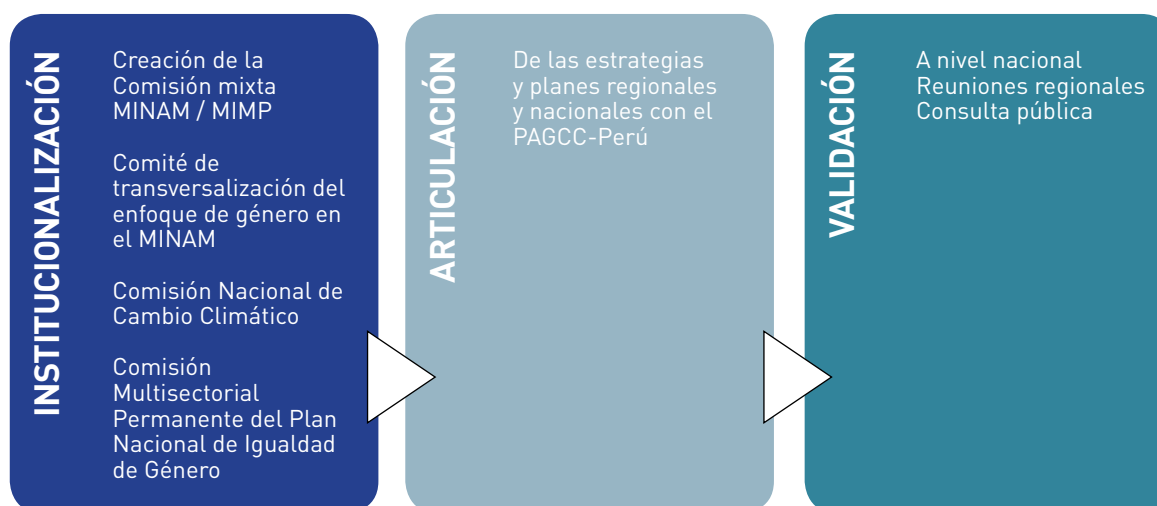 INSTITUCIONALIZACIÓN
Creación de la
Comisión mixta
MINAM / MIMP
Comité de
transversalización del
enfoque de género en
el MINAM
Comisión Nacional de
Cambio Climático
Comisión
Multisectorial
Permanente del Plan
Nacional de Igualdad
de Género
ARTICULACIÓN
De las estrategias
y planes regionales
y nacionales con el
PAGCC-Perú
VALIDACIÓN
A nivel nacional
Reuniones regionales
Consulta pública